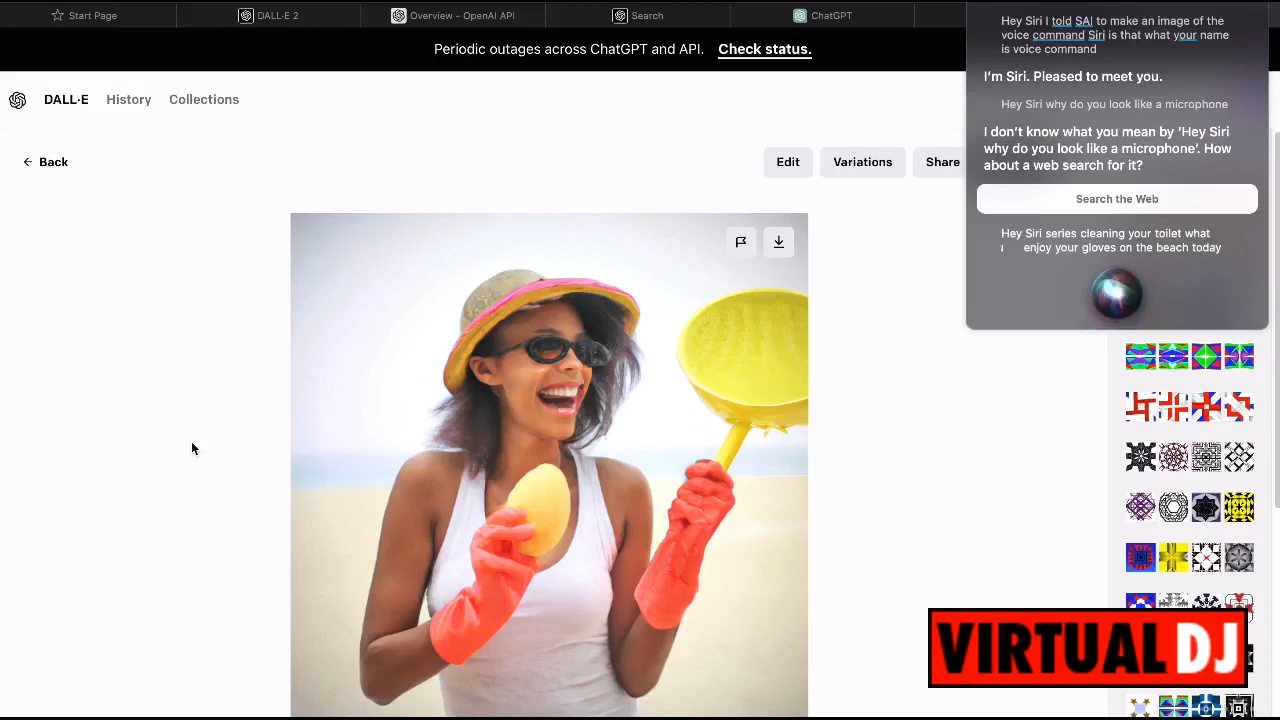 Start Page
DALL-E 2
Overview – OpenAI API
Search
ChatGPT
Periodic outages across ChatGPT and API. Check status.
DALL·E
History
Collections
Back
Edit
Variations
Share
Hey Siri I told SAI to make an image of the
voice command Siri is that what your name
is voice command
I'm Siri. Pleased to meet you.
Hey Siri why do you look like a microphone
I don't know what you mean by 'Hey Siri
why do you look like a microphone'. How
about a web search for it?
Search the Web
Hey Siri series cleaning your toilet what
enjoy your gloves on the beach today
VIRTUAL DJ